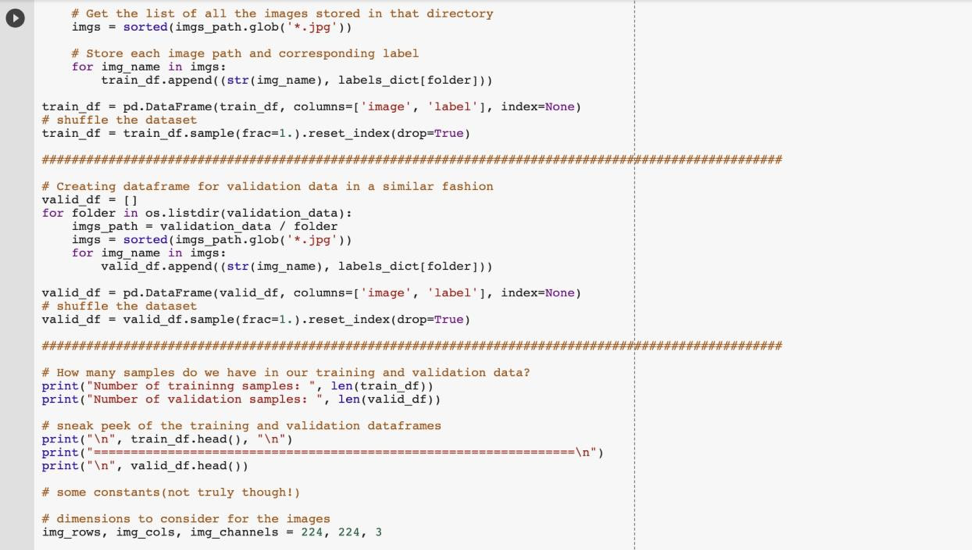 # Get the list of all the images stored in that directory
imgs = sorted(imgs_path.glob('*.jpg'))
# Store each image path and corresponding label
for img_name in imgs:
train_df.append((str(img_name), labels_dict[folder]))
train_df = pd.DataFrame(train_df, columns=['image', 'label'], index=None)
# shuffle the dataset
train_df = train_df.sample(frac=1.).reset_index(drop=True)
####################################################################################################
# Creating dataframe for validation data in a similar fashion
valid_df = []
for folder in os.listdir(validation_data):
imgs_path = validation_data / folder
imgs = sorted(imgs_path.glob('*.jpg'))
for img_name in imgs:
valid_df.append((str(img_name), labels_dict[folder]))
valid_df = pd.DataFrame(valid_df, columns=['image', 'label'], index=None)
# shuffle the dataset
valid_df = valid_df.sample(frac=1.).reset_index(drop=True)
####################################################################################################
# How many samples do we have in our training and validation data?
print("Number of traininng samples: ", len(train_df))
print("Number of validation samples: ", len(valid_df))
# sneak peek of the training and validation dataframes
print("\n", train_df.head(), "\n")
print("=================================================================\n")
print("\n", valid_df.head())
# some constants(not truly though!)
# dimensions to consider for the images
img_rows, img_cols, img_channels = 224, 224, 3